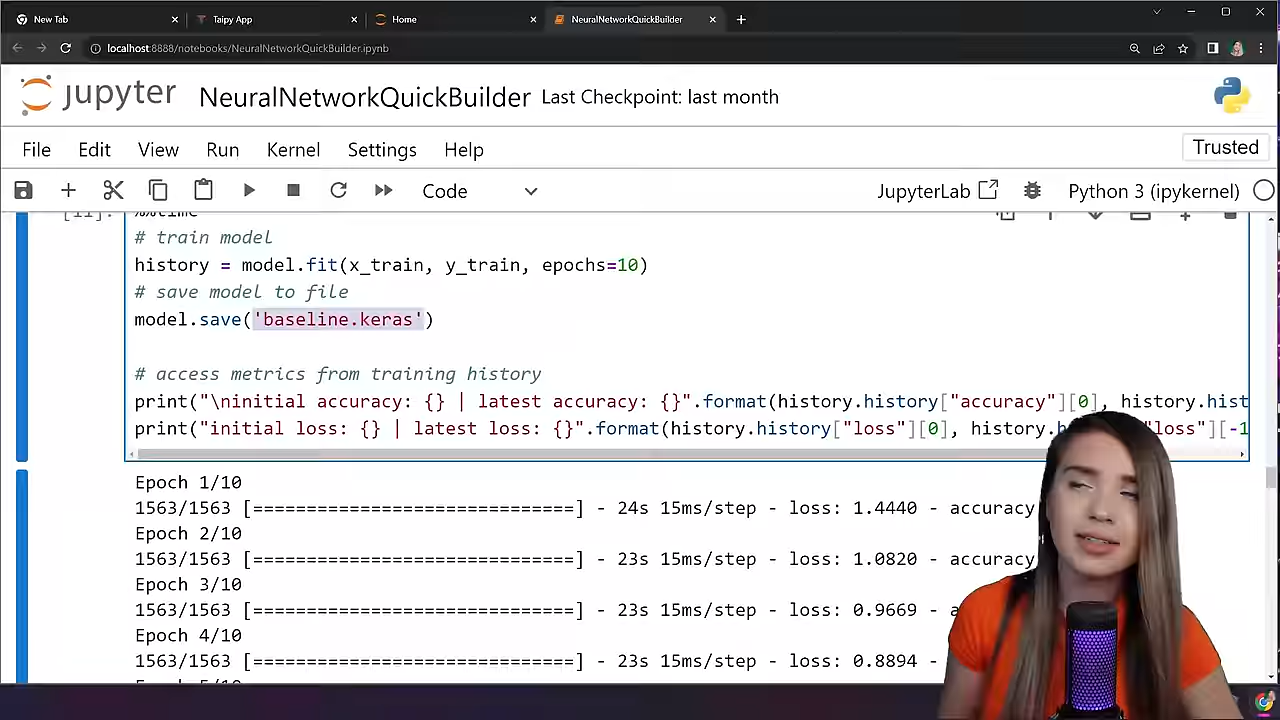 New Tab
Taipy App
Home
NeuralNetworkQuickBuilder
localhost:8888/notebooks/NeuralNetworkQuickBuilder.ipynb
jupyter NeuralNetworkQuickBuilder Last Checkpoint: last month
File Edit View Run Kernel Settings Help Trusted
Code JupyterLab Python 3 (ipykernel)
[11]: %%time
# train model
history = model.fit(x_train, y_train, epochs=10)
# save model to file
model.save('baseline.keras')
# access metrics from training history
print("\ninitial accuracy: {} | latest accuracy: {}".format(history.history["accuracy"][0], history.hist
print("initial loss: {} | latest loss: {}".format(history.history["loss"][0], history.h "loss"][-1
Epoch 1/10
1563/1563 [==============================] - 24s 15ms/step - loss: 1.4440 - accuracy
Epoch 2/10
1563/1563 [==============================] - 23s 15ms/step - loss: 1.0820 - accuracy
Epoch 3/10
1563/1563 [==============================] - 23s 15ms/step - loss: 0.9669 - a
Epoch 4/10
1563/1563 [==============================] - 23s 15ms/step - loss: 0.8894 -